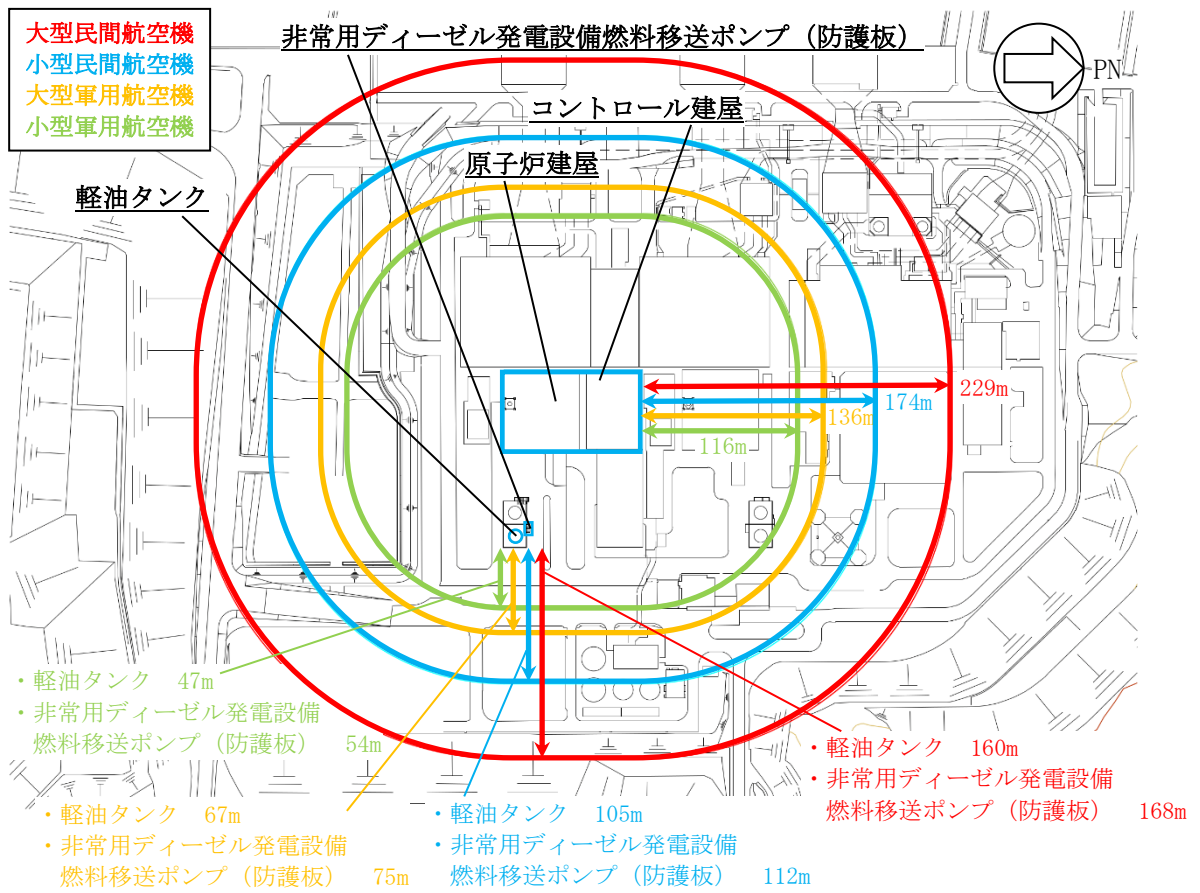 大型民間航空機
小型民間航空機
大型軍用航空機
小型軍用航空機
非常用ディーゼル発電設備燃料移送ポンプ（防護板）
PN
コントロール建屋
原子炉建屋
軽油タンク
229m
174m
136m
116m
・軽油タンク　47m
・非常用ディーゼル発電設備
燃料移送ポンプ（防護板）　54m
・軽油タンク　160m
・非常用ディーゼル発電設備
燃料移送ポンプ（防護板）　168m
・軽油タンク　67m
・非常用ディーゼル発電設備
燃料移送ポンプ（防護板）　75m
・軽油タンク　105m
・非常用ディーゼル発電設備
燃料移送ポンプ（防護板）　112m